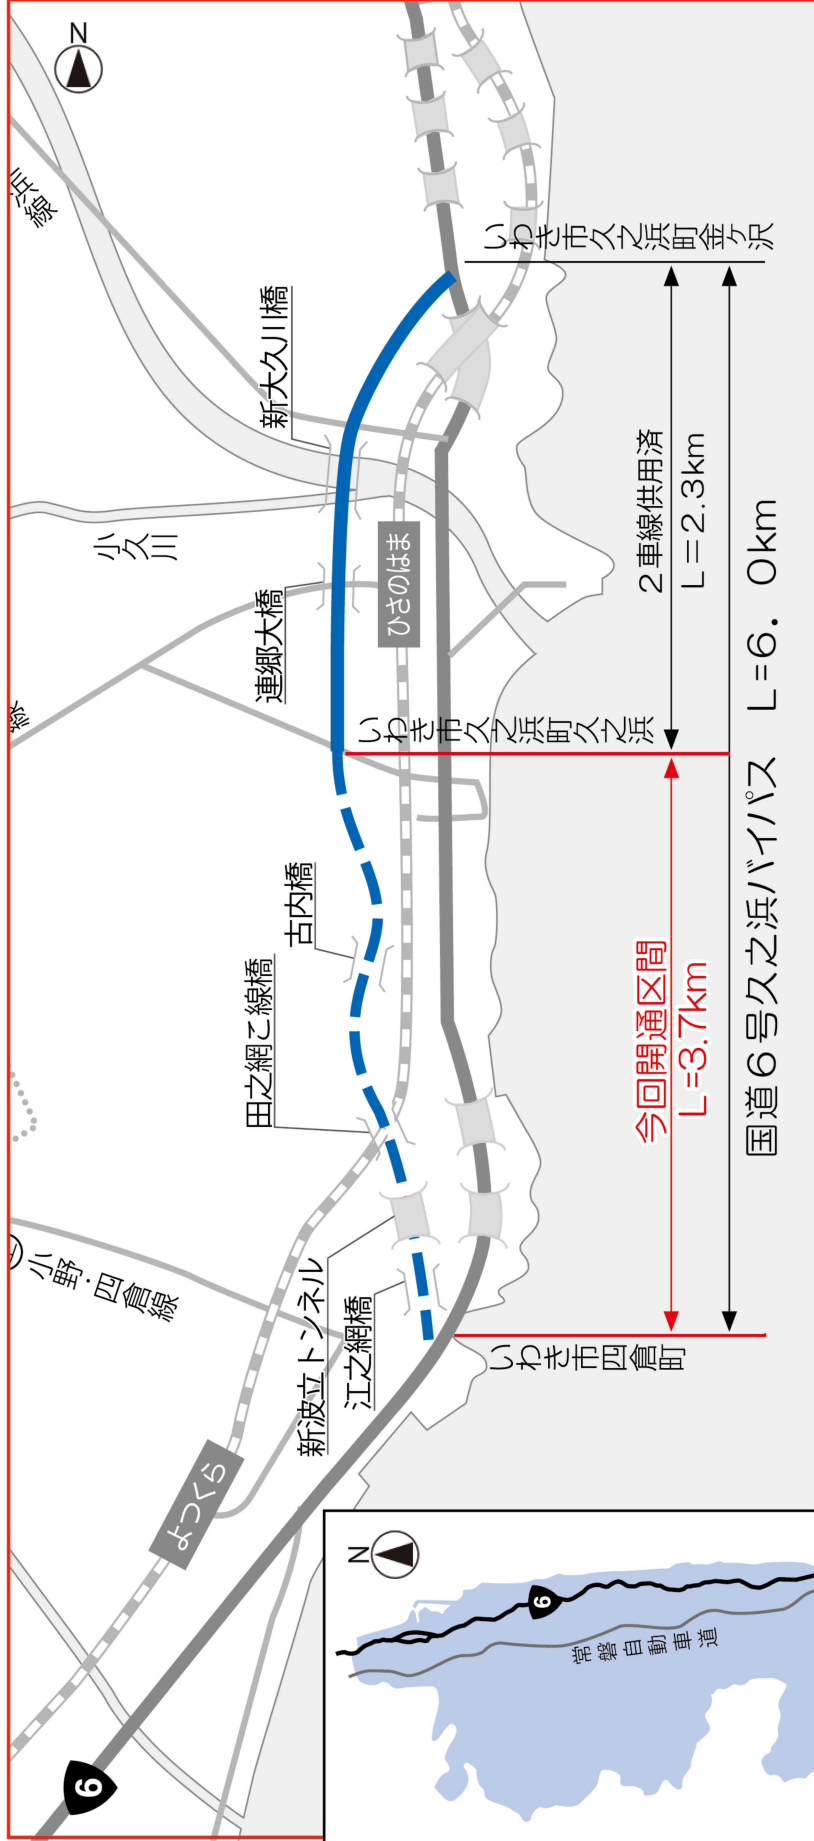 N
浜線
いわき市久之浜町金ヶ沢
新大久川橋
小久川
2車線供用済
L=2.3km
ひさのはま
連郷大橋
線
いわき市久之浜町久之浜
国道6号久之浜バイパス L=6.0km
古内橋
田之網こ線橋
今回開通区間
L=3.7km
小野・四倉線
新波立トンネル
江之網橋
いわき市四倉町
よつくら
6
N
6
常磐自動車道